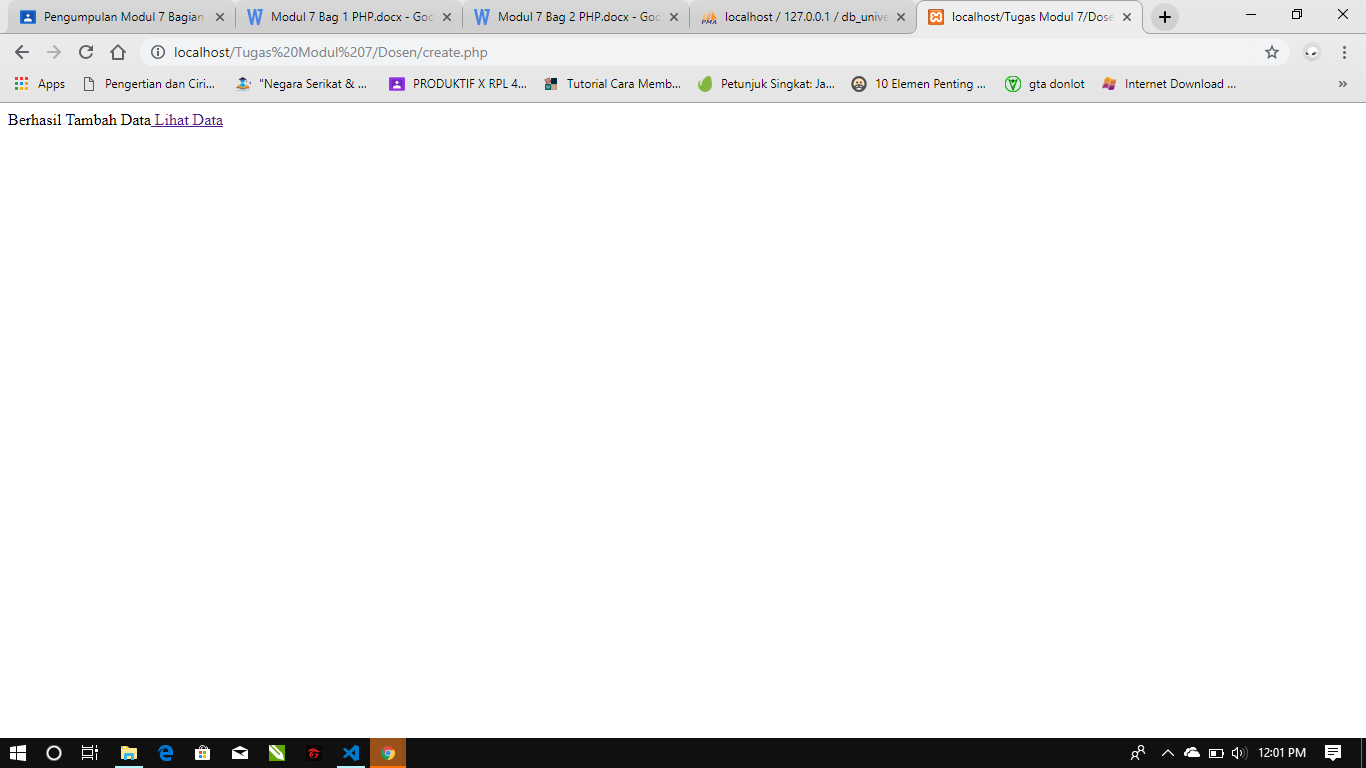 Pengumpulan Modul 7 Bagian
Modul 7 Bag 1 PHP.docx - Goo
Modul 7 Bag 2 PHP.docx - Goo
localhost / 127.0.0.1 / db_unive
localhost/Tugas Modul 7/Dose
localhost/Tugas%20Modul%207/Dosen/create.php
Apps
Pengertian dan Ciri...
"Negara Serikat & ...
PRODUKTIF X RPL 4...
Tutorial Cara Memb...
Petunjuk Singkat: Ja...
10 Elemen Penting ...
gta donlot
Internet Download ...
»
Berhasil Tambah Data Lihat Data
12:01 PM